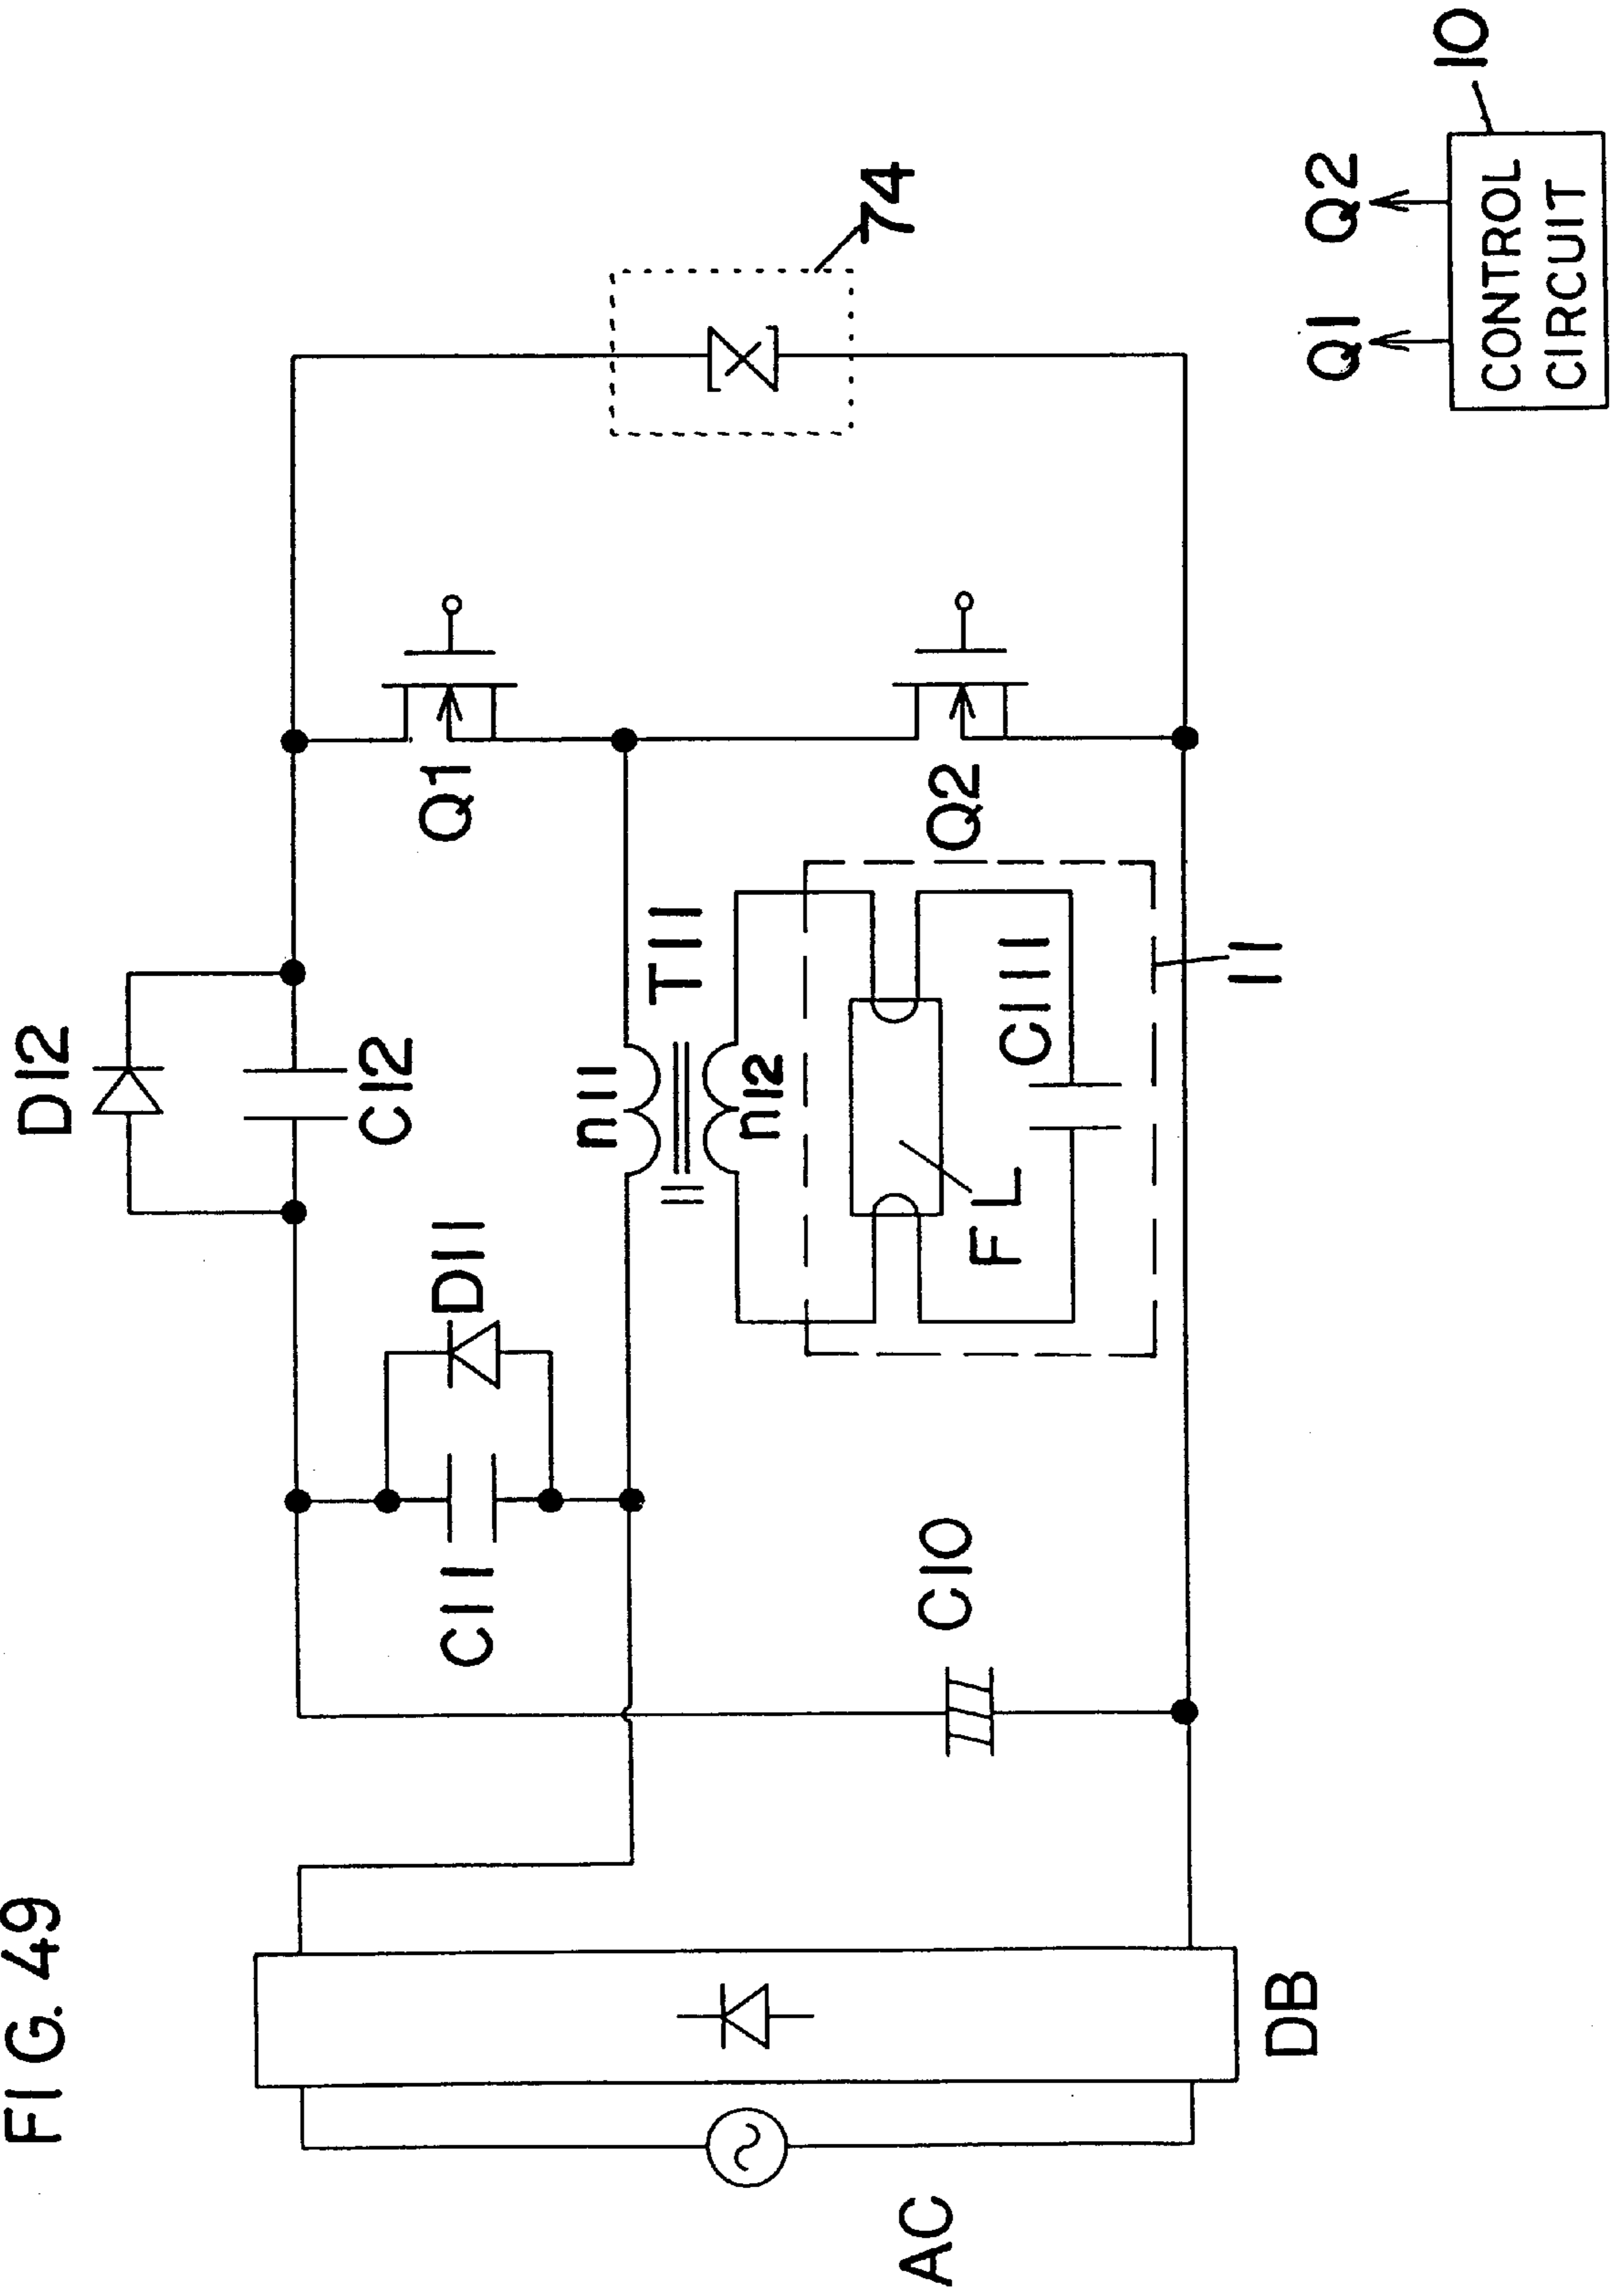 FIG. 49
D12
C12
D11
C11
Q1
n11
T11
n12
74
C10
FL
C111
Q2
11
AC
DB
Q1
Q2
10
CONTROL
CIRCUIT